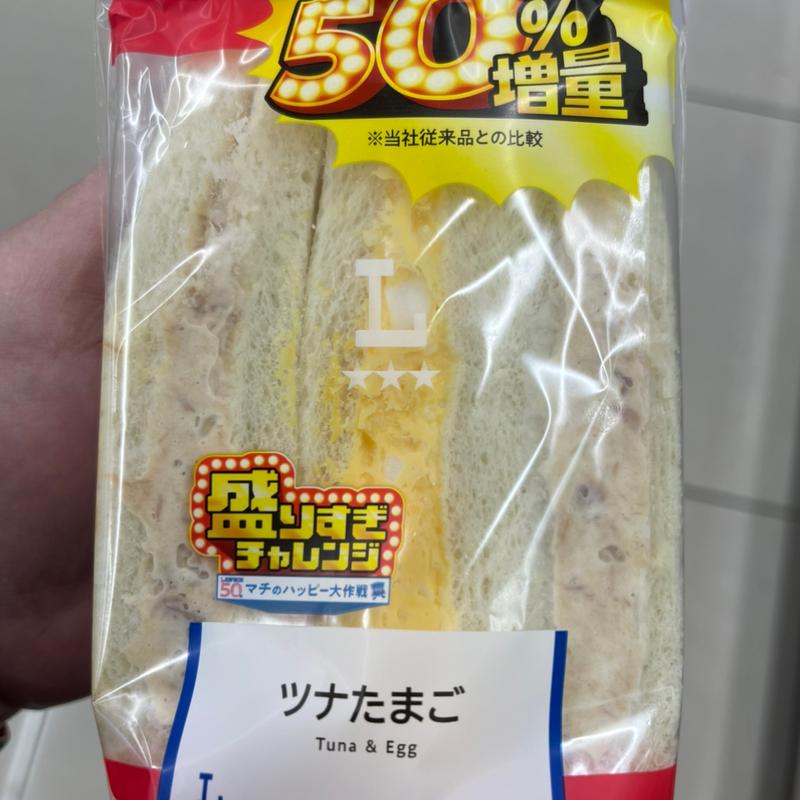 50%
増量
※当社従来品との比較
L
盛りすぎ
チャレンジ
50 マチのハッピー大作戦
ツナたまご
Tuna & Egg
L